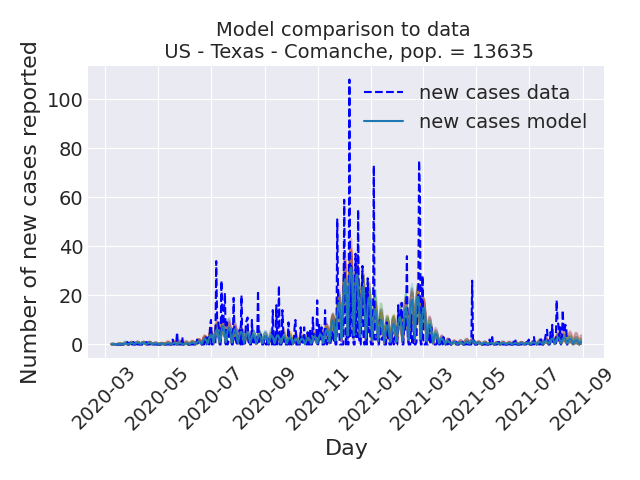 Model comparison to data
US - Texas - Comanche, pop. = 13635
Number of new cases reported
100
80
60
40
20
0
new cases data
new cases model
2020-03
2020-05
2020-07
2020-09
2020-11
2021-01
2021-03
2021-05
2021-07
2021-09
Day